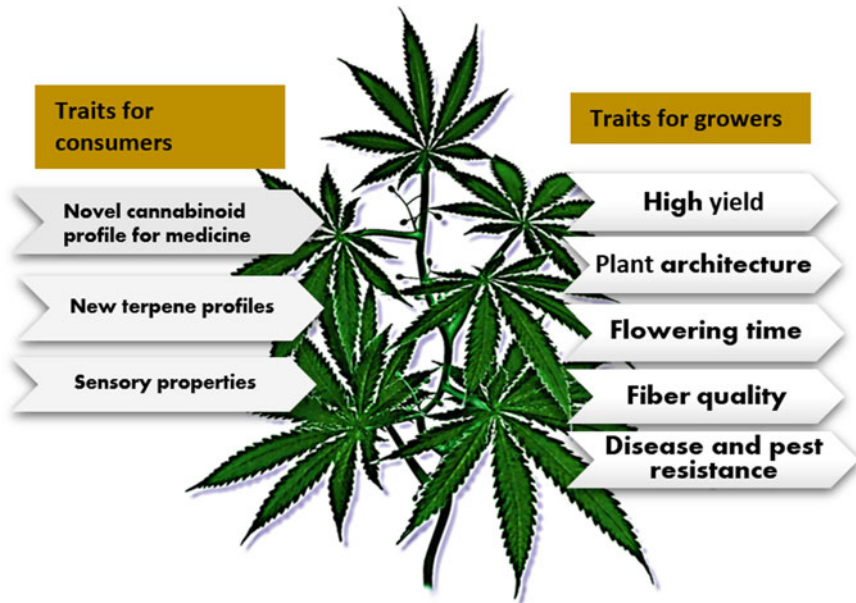 Traits for
consumers
Novel cannabinoid
profile for medicine
New terpene profiles
Sensory properties
Traits for growers
High yield
Plant architecture
Flowering time
Fiber quality
Disease and pest
resistance